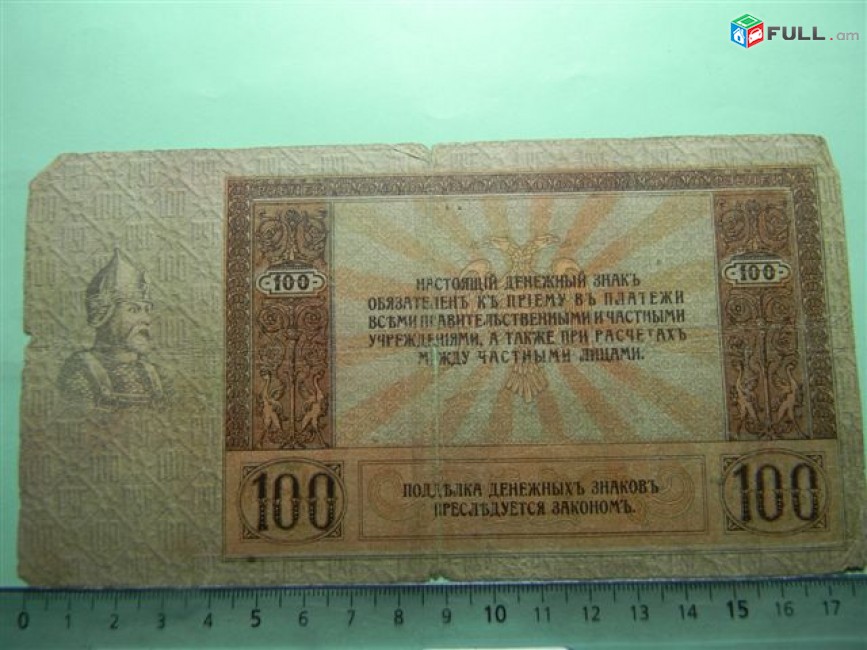 FULL.am
100 100
НАСТОЯЩІЙ ДЕНЕЖНЫЙ ЗНАКЪ
ОБЯЗАТЕЛЕНЪ КЪ ПРІЕМУ ВЪ ПЛАТЕЖИ
ВСѢМИ ПРАВИТЕЛЬСТВЕННЫМИ И ЧАСТНЫМИ
УЧРЕЖДЕНІЯМИ, А ТАКЖЕ ПРИ РАСЧЕТАХЪ
МЕЖДУ ЧАСТНЫМИ ЛИЦАМИ.
100 100
ПОДДѢЛКА ДЕНЕЖНЫХЪ ЗНАКОВЪ
ПРЕСЛѢДУЕТСЯ ЗАКОНОМЪ.
0 1 2 3 4 5 6 7 8 9 10 11 12 13 14 15 16 17